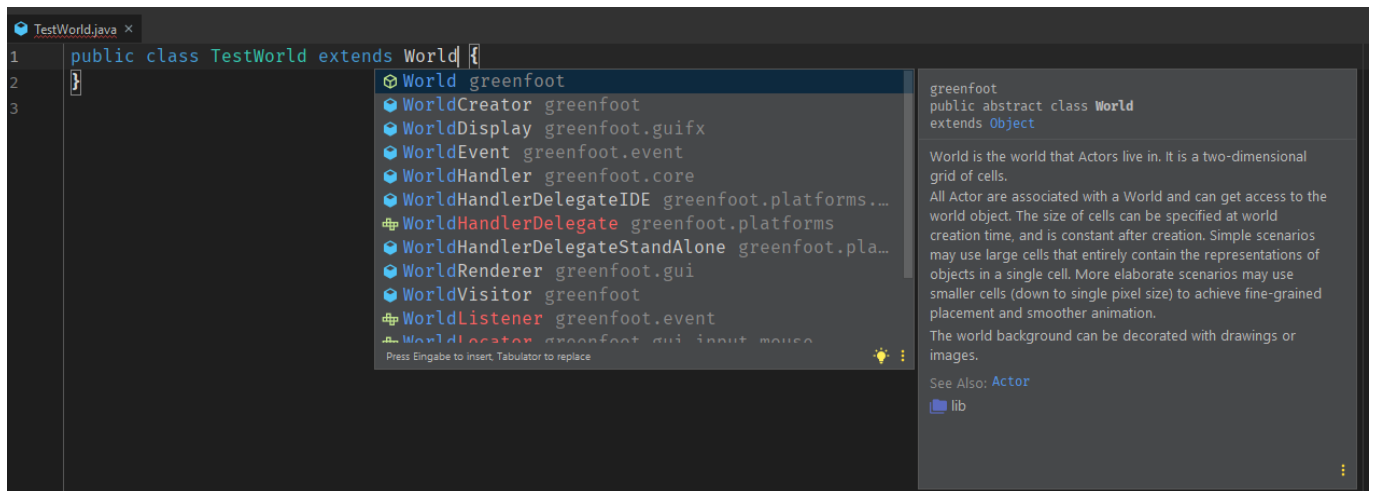 TestWorld.java ×
1 public class TestWorld extends World {
2 }
3
World greenfoot
WorldCreator greenfoot
WorldDisplay greenfoot.guifx
WorldEvent greenfoot.event
WorldHandler greenfoot.core
WorldHandlerDelegateIDE greenfoot.platforms.…
WorldHandlerDelegate greenfoot.platforms
WorldHandlerDelegateStandAlone greenfoot.pla…
WorldRenderer greenfoot.gui
WorldVisitor greenfoot
WorldListener greenfoot.event
WorldLocator greenfoot.gui.input.mouse
Press Eingabe to insert, Tabulator to replace
greenfoot
public abstract class World
extends Object
World is the world that Actors live in. It is a two-dimensional
grid of cells.
All Actor are associated with a World and can get access to the
world object. The size of cells can be specified at world
creation time, and is constant after creation. Simple scenarios
may use large cells that entirely contain the representations of
objects in a single cell. More elaborate scenarios may use
smaller cells (down to single pixel size) to achieve fine-grained
placement and smoother animation.
The world background can be decorated with drawings or
images.
See Also: Actor
lib